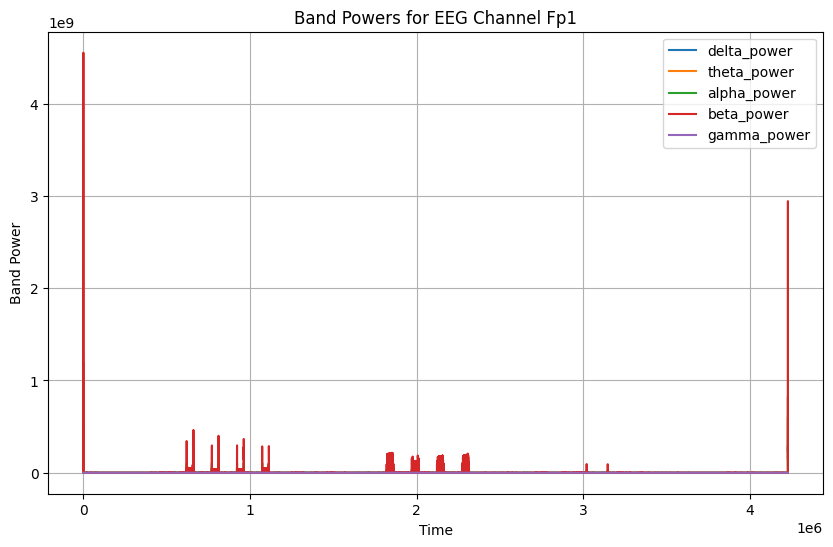 Band Powers for EEG Channel Fp1
1e9
delta_power
theta_power
alpha_power
beta_power
gamma_power
4
3
2
1
0
Band Power
0
1
2
3
4
Time
1e6